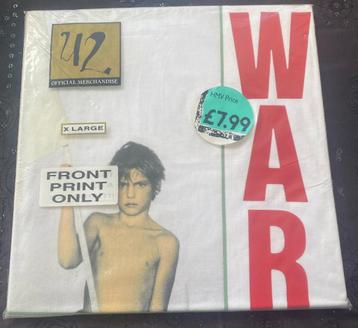 U2
OFFICIAL MERCHANDISE
X LARGE
FRONT
PRINT
ONLY
HMV Price
£7.99
WAR